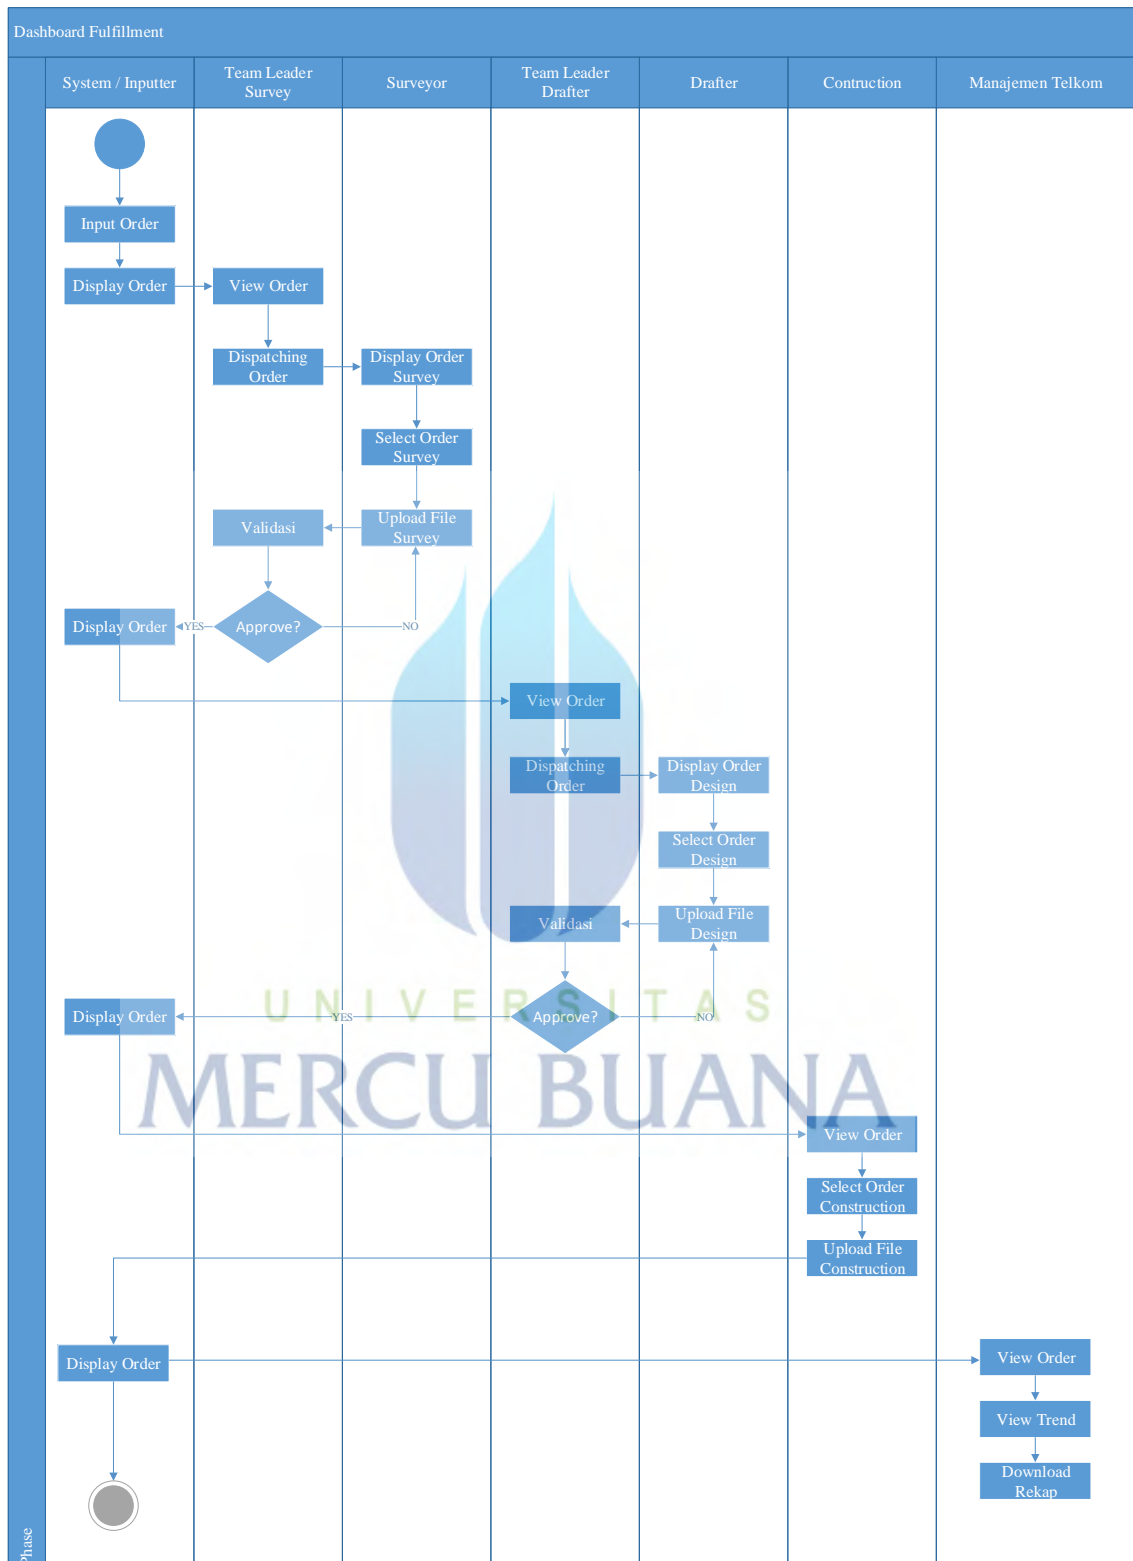 Dashboard Fulfillment
System / Inputter
Team Leader
Survey
Surveyor
Team Leader
Drafter
Drafter
Contruction
Manajemen Telkom
Input Order
Display Order
View Order
Dispatching
Order
Display Order
Survey
Select Order
Survey
Validasi
Upload File
Survey
Display Order
YES
Approve?
NO
View Order
Dispatching
Order
Display Order
Design
Select Order
Design
Validasi
Upload File
Design
UNIVERSITAS
Display Order
YES
Approve?
NO
MERCU BUANA
View Order
Select Order
Construction
Upload File
Construction
Display Order
View Order
View Trend
Download
Rekap
Phase